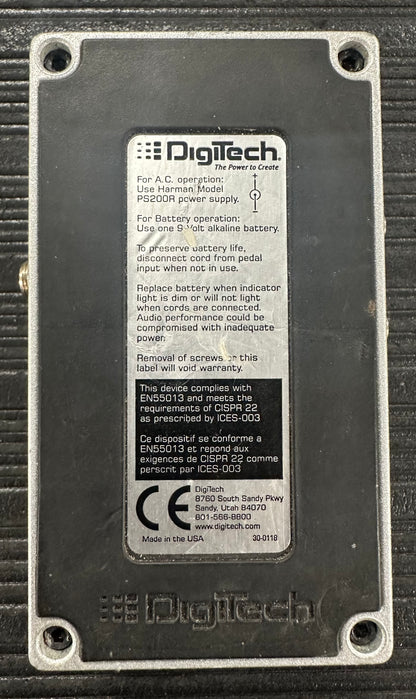 DigiTech.
The Power to Create
For A.C. operation:
Use Harman Model
PS200R power supply.
For Battery operation:
Use one 9-Volt alkaline battery.
To preserve battery life,
disconnect cord from pedal
input when not in use.
Replace battery when indicator
light is dim or will not light
when cords are connected.
Audio performance could be
compromised with inadequate
power.
Removal of screws or this
label will void warranty.
This device complies with
EN55013 and meets the
requirements of CISPR 22
as prescribed by ICES-003
Ce dispositif se conforme a
EN55013 et repond aux
exigences de CISPR 22 comme
perscrit par ICES-003
CE
DigiTech
8760 South Sandy Pkwy
Sandy, Utah 84070
801-566-8800
www.digitech.com
Made in the USA
30-0118
DigiTech